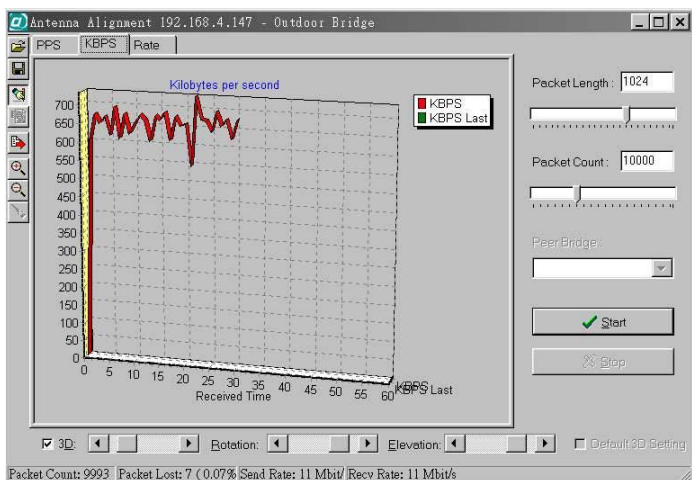 Antenna Alignment 192.168.4.147 - Outdoor Bridge
PPS KBPS Rate
Kilobytes per second
KBPS
KBPS Last
700
650
600
550
500
450
400
350
300
250
200
150
100
50
0
0 5 10 15 20 25 30 35 40 45 50 55 60
Received Time
KBPS Last
Packet Length : 1024
Packet Count : 10000
Peer Bridge :
Start
Stop
3D: Rotation: Elevation: Default 3D Setting
Packet Count: 9993 Packet Lost: 7 ( 0.07% Send Rate: 11 Mbit/ Recv Rate: 11 Mbit/s